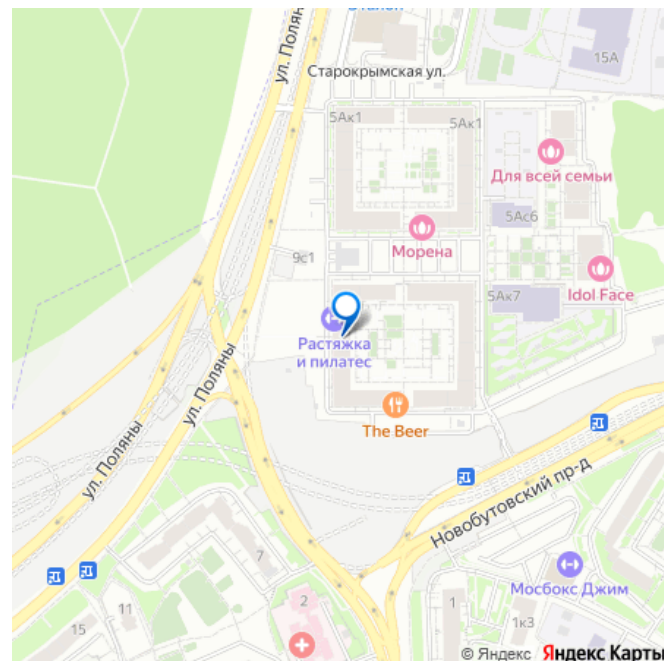 ул. Поляны
Старокрымская ул.
15А
5Ак1
5Ак1
Для всей семьи
5Ас6
Морена
9с1
Idol Face
5Ак7
Растяжка
и пилатес
ул. Поляны
The Beer
ул. Поляны
Новобутовский пр-д
7
Мосбокс Джим
2
1
11
15
1к3
© Яндекс Яндекс Карты